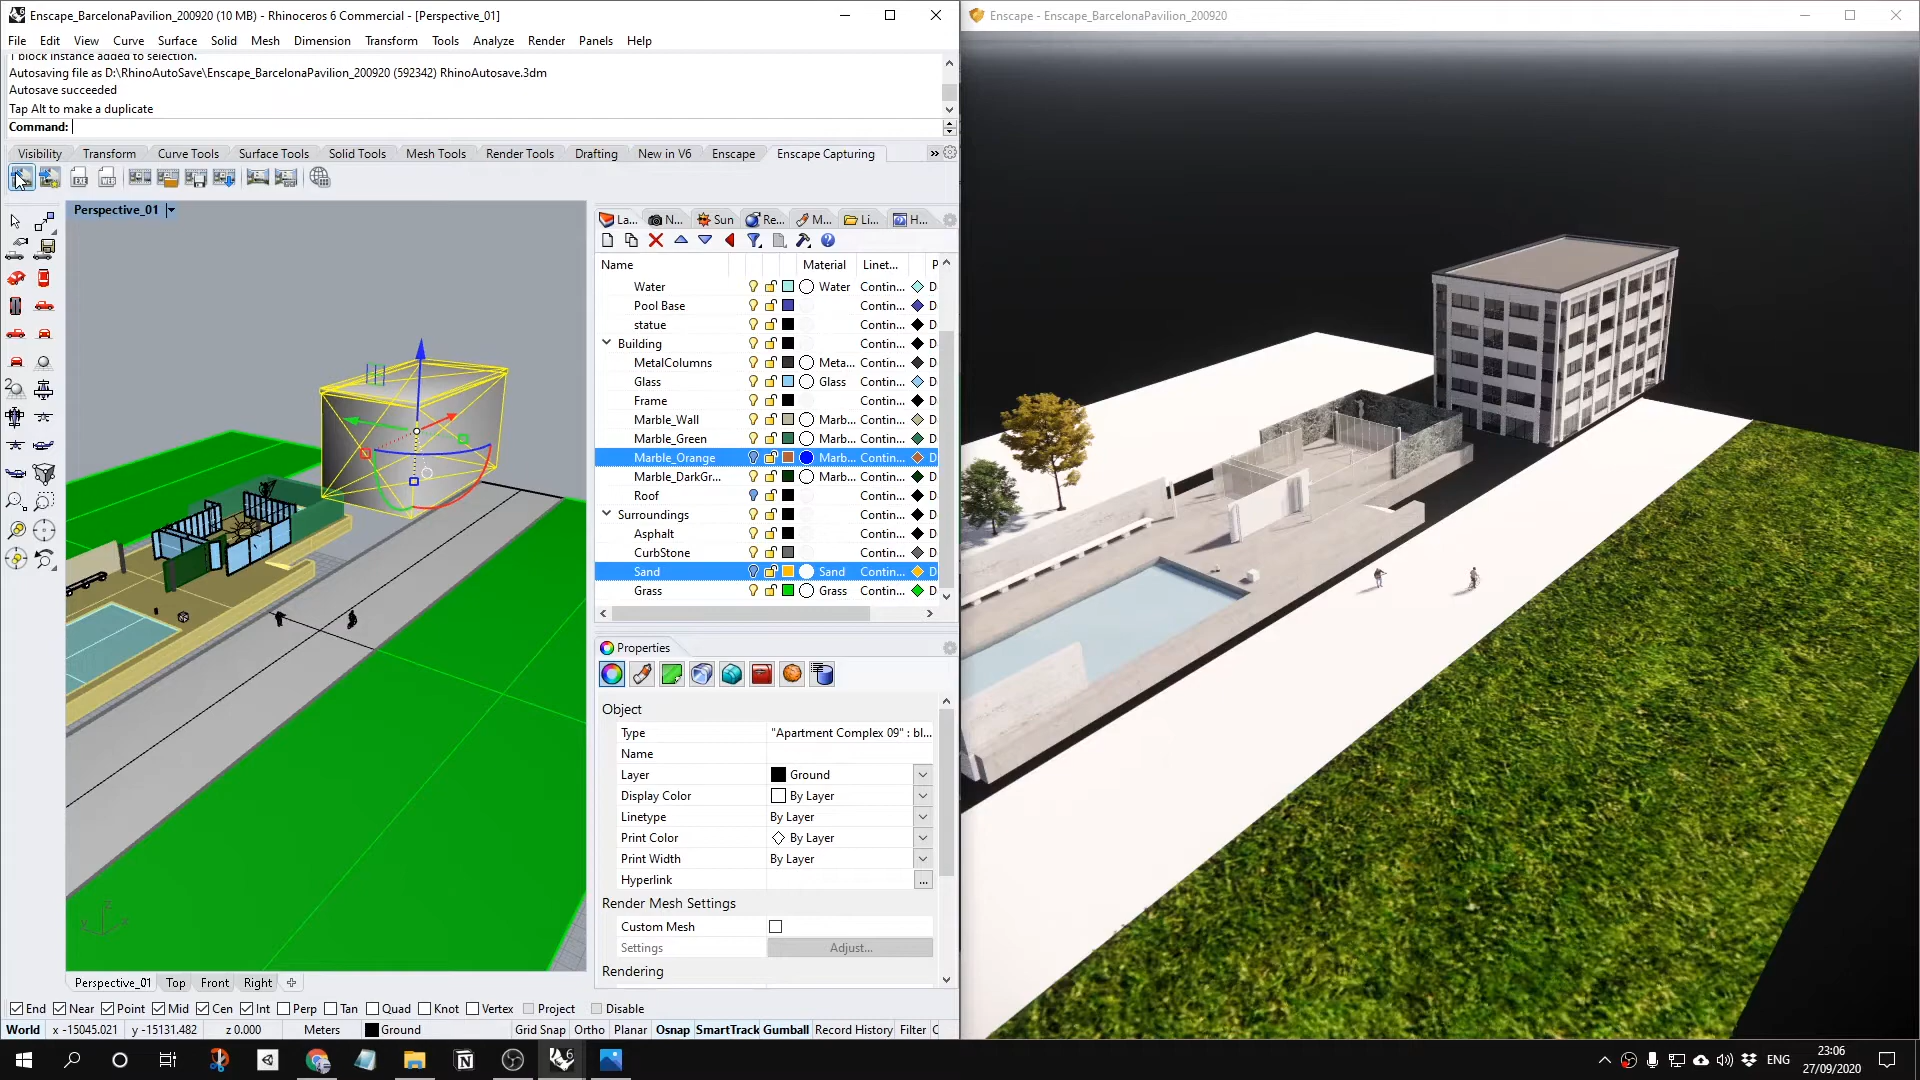 Enscape_BarcelonaPavilion_200920 (10 MB) - Rhinoceros 6 Commercial - [Perspective_01]
File Edit View Curve Surface Solid Mesh Dimension Transform Tools Analyze Render Panels Help
1 block instance added to selection.
Autosaving file as D:\RhinoAutoSave\Enscape_BarcelonaPavilion_200920 (592342) RhinoAutosave.3dm
Autosave succeeded
Tap Alt to make a duplicate
Command:
Visibility Transform Curve Tools Surface Tools Solid Tools Mesh Tools Render Tools Drafting New in V6 Enscape Enscape Capturing »
Perspective_01
La... N... Sun Re... M... Li... H...
Name Material Linet... P
Water Water Contin... D
Pool Base Contin... D
statue Contin... D
Building Contin... D
MetalColumns Meta... Contin... D
Glass Glass Contin... D
Frame Contin... D
Marble_Wall Marb... Contin... D
Marble_Green Marb... Contin... D
Marble_Orange Marb... Contin... D
Marble_DarkGr... Marb... Contin... D
Roof Contin... D
Surroundings Contin... D
Asphalt Contin... D
CurbStone Contin... D
Sand Sand Contin... D
Grass Grass Contin... D
Properties
Object
Type "Apartment Complex 09" : bl...
Name
Layer Ground
Display Color By Layer
Linetype By Layer
Print Color By Layer
Print Width By Layer
Hyperlink ...
Render Mesh Settings
Custom Mesh
Settings Adjust...
Rendering
z
y x
Perspective_01 Top Front Right
End Near Point Mid Cen Int Perp Tan Quad Knot Vertex Project Disable
World x -15045.021 y -15131.482 z 0.000 Meters Ground Grid Snap Ortho Planar Osnap SmartTrack Gumball Record History Filter C
Enscape - Enscape_BarcelonaPavilion_200920
ENG
23:06
27/09/2020